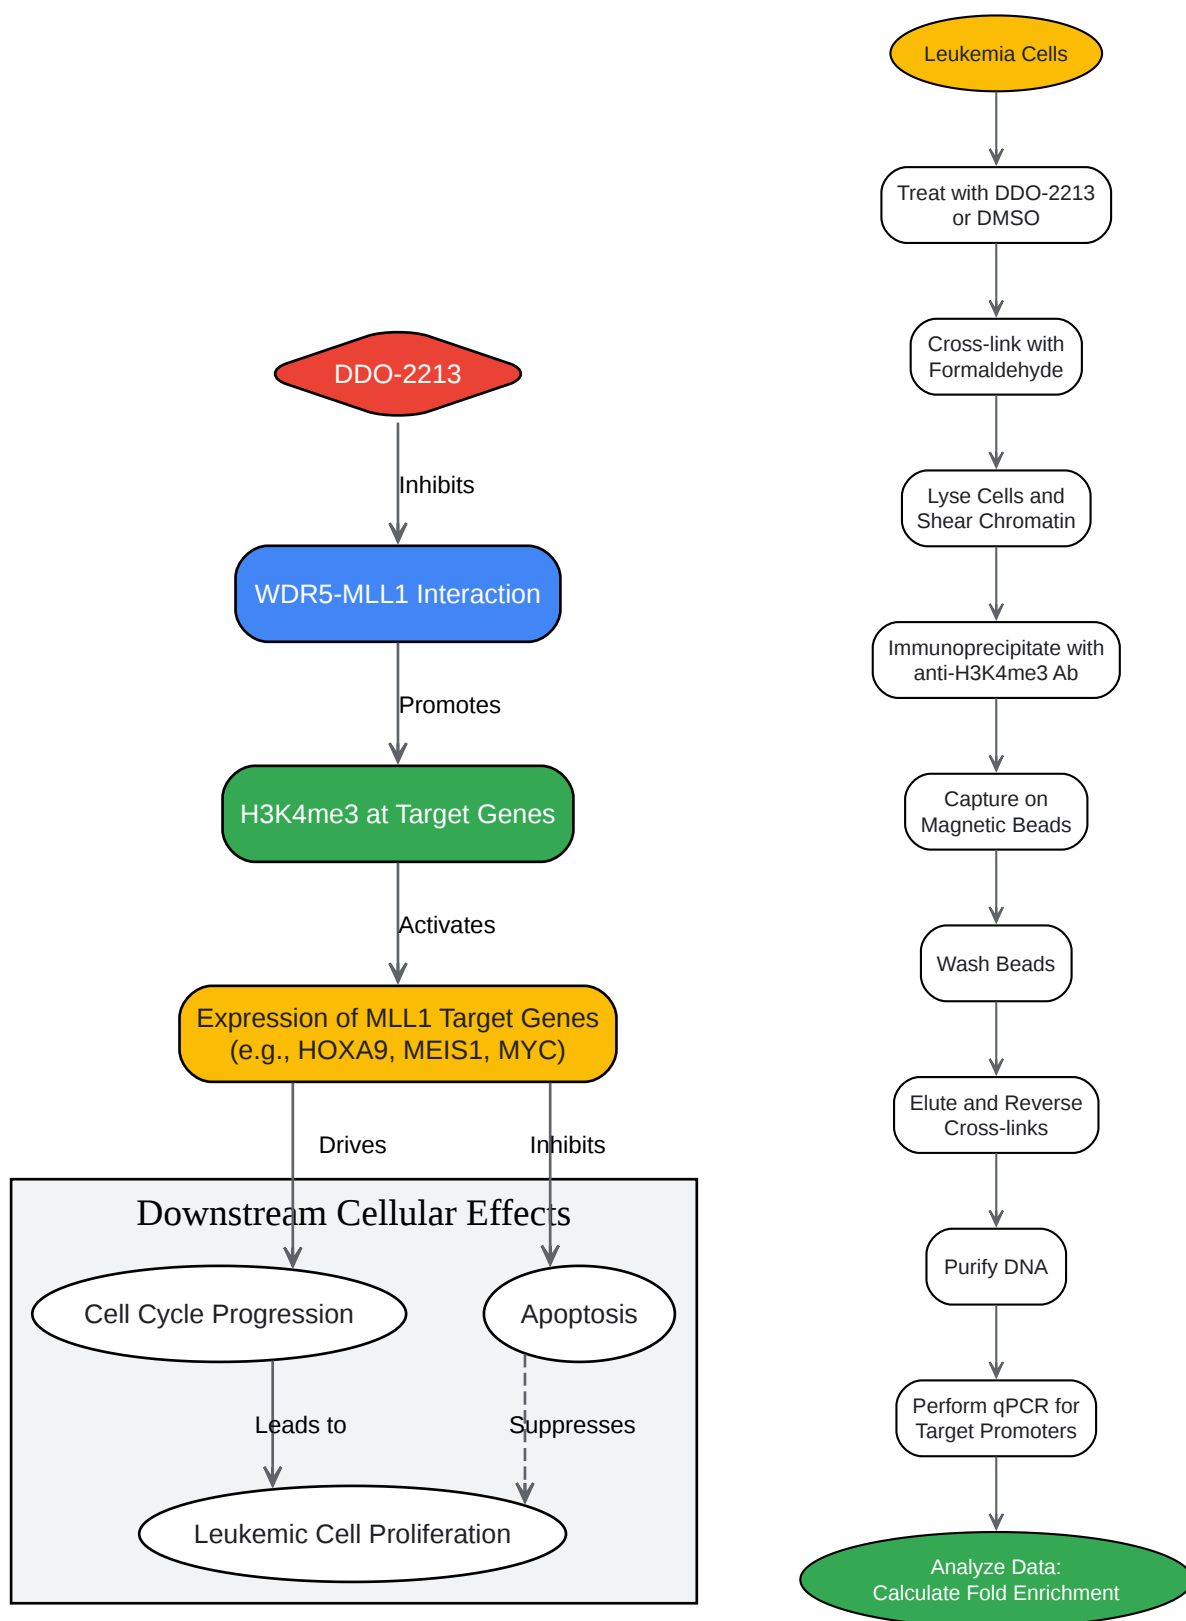 DDO-2213
Inhibits
WDR5-MLL1 Interaction
Promotes
H3K4me3 at Target Genes
Activates
Expression of MLL1 Target Genes
(e.g., HOXA9, MEIS1, MYC)
Drives
Inhibits
Downstream Cellular Effects
Cell Cycle Progression
Apoptosis
Leads to
Suppresses
Leukemic Cell Proliferation
Leukemia Cells
Treat with DDO-2213
or DMSO
Cross-link with
Formaldehyde
Lyse Cells and
Shear Chromatin
Immunoprecipitate with
anti-H3K4me3 Ab
Capture on
Magnetic Beads
Wash Beads
Elute and Reverse
Cross-links
Purify DNA
Perform qPCR for
Target Promoters
Analyze Data:
Calculate Fold Enrichment